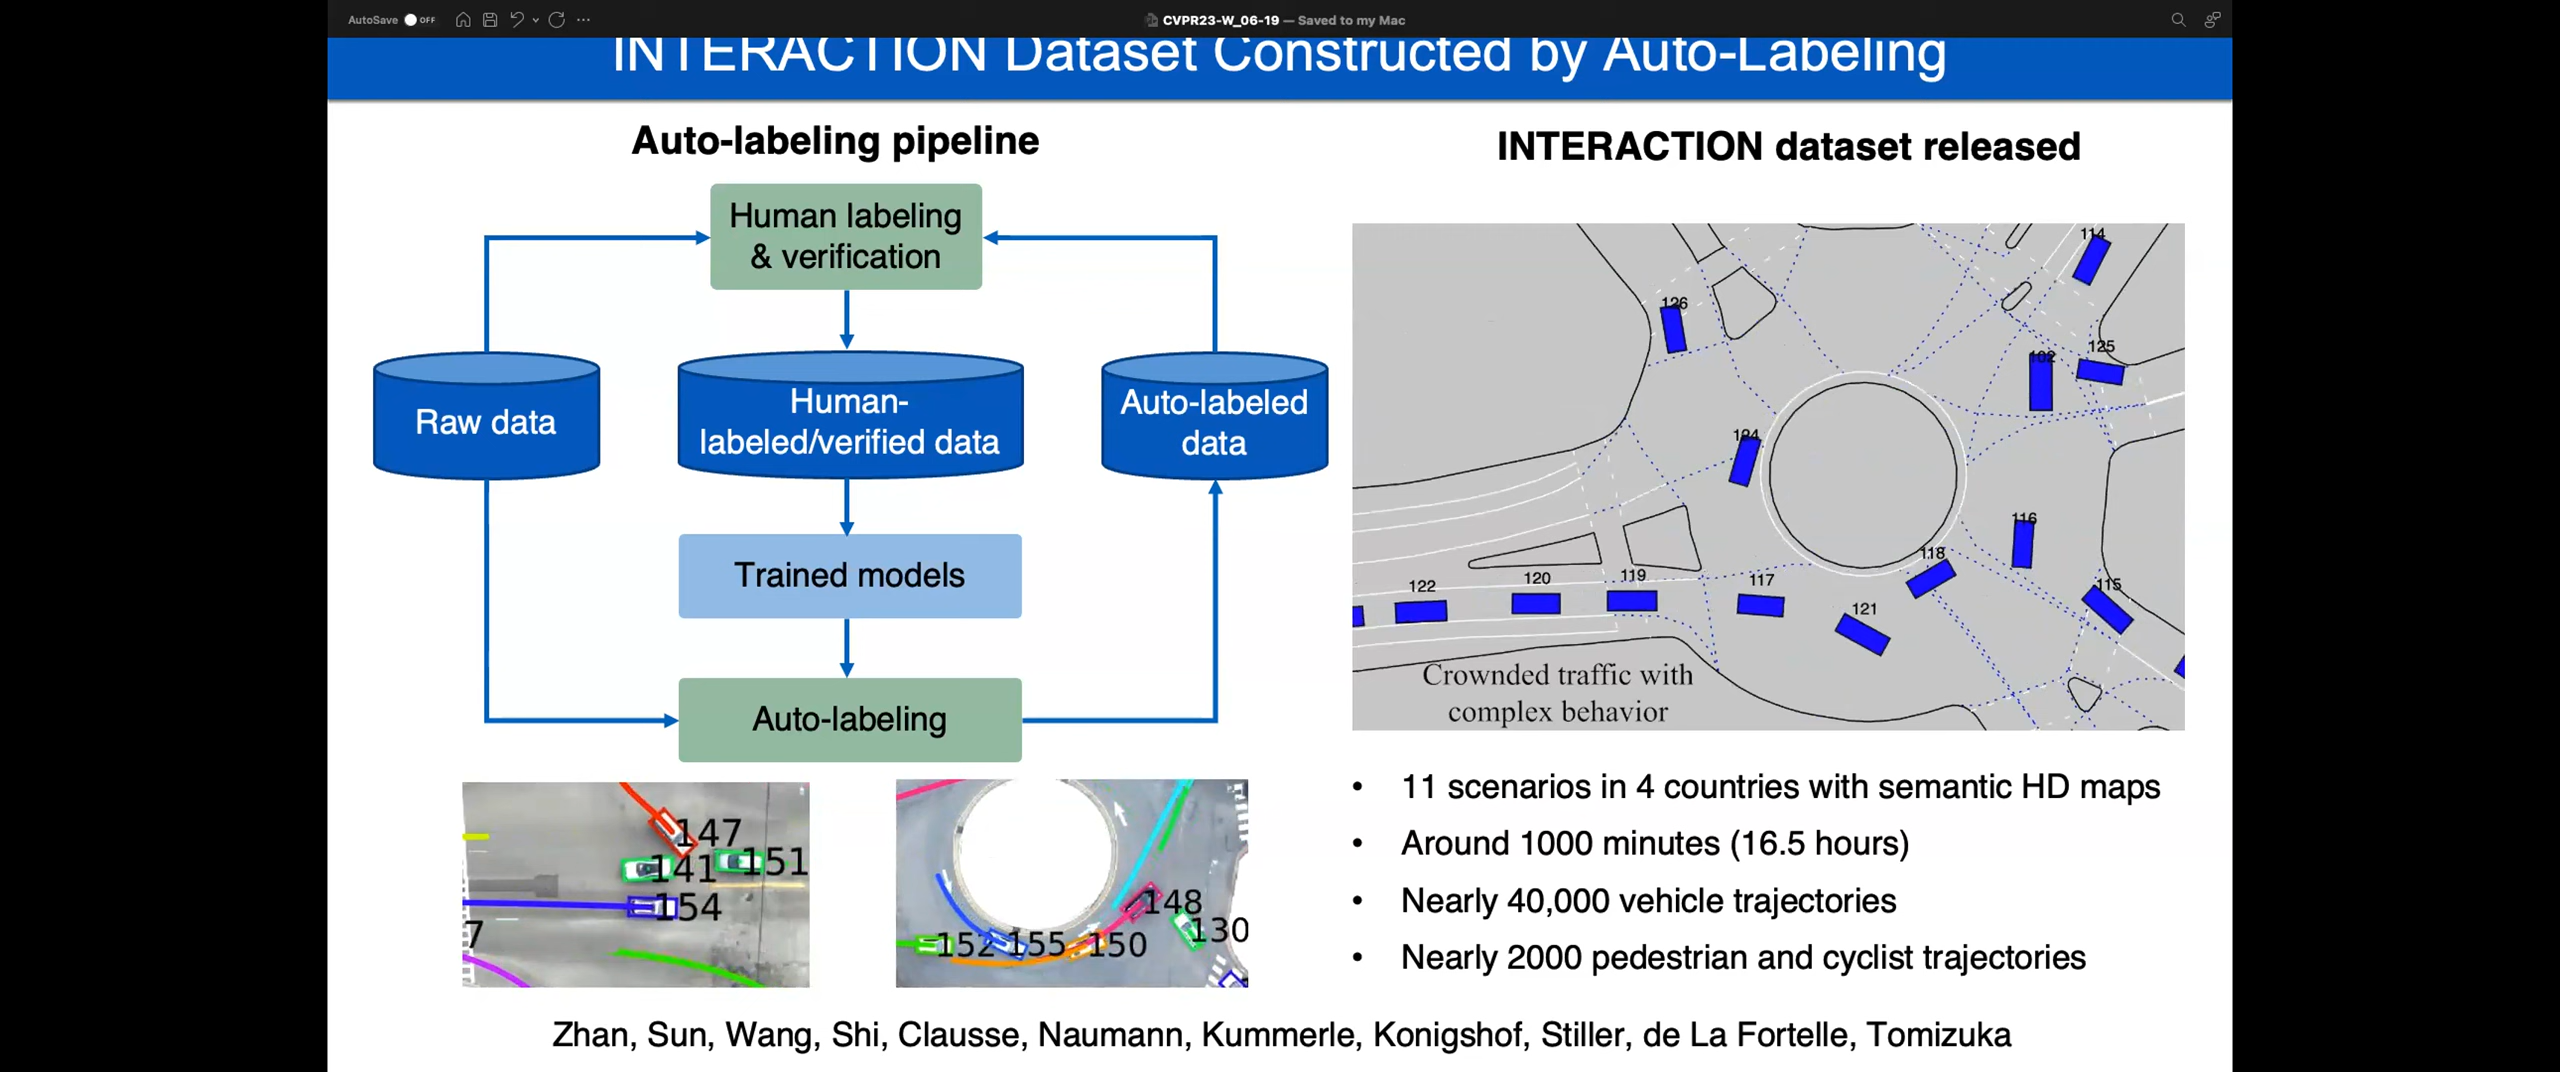 AutoSave OFF
CVPR23-W_06-19 — Saved to my Mac
INTERACTION Dataset Constructed by Auto-Labeling
Auto-labeling pipeline
Human labeling
& verification
Raw data
Human-
labeled/verified data
Auto-labeled
data
Trained models
Auto-labeling
147
141
151
154
7
148
130
152
155
150
INTERACTION dataset released
114
126
125
102
124
116
118
122
120
119
117
121
115
Crownded traffic with
complex behavior
• 11 scenarios in 4 countries with semantic HD maps
• Around 1000 minutes (16.5 hours)
• Nearly 40,000 vehicle trajectories
• Nearly 2000 pedestrian and cyclist trajectories
Zhan, Sun, Wang, Shi, Clausse, Naumann, Kummerle, Konigshof, Stiller, de La Fortelle, Tomizuka